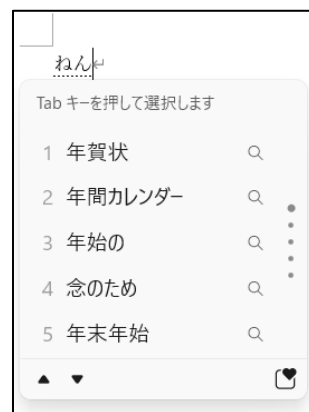 ねん
Tab キーを押して選択します
1 年賀状
2 年間カレンダー
3 年始の
4 念のため
5 年末年始